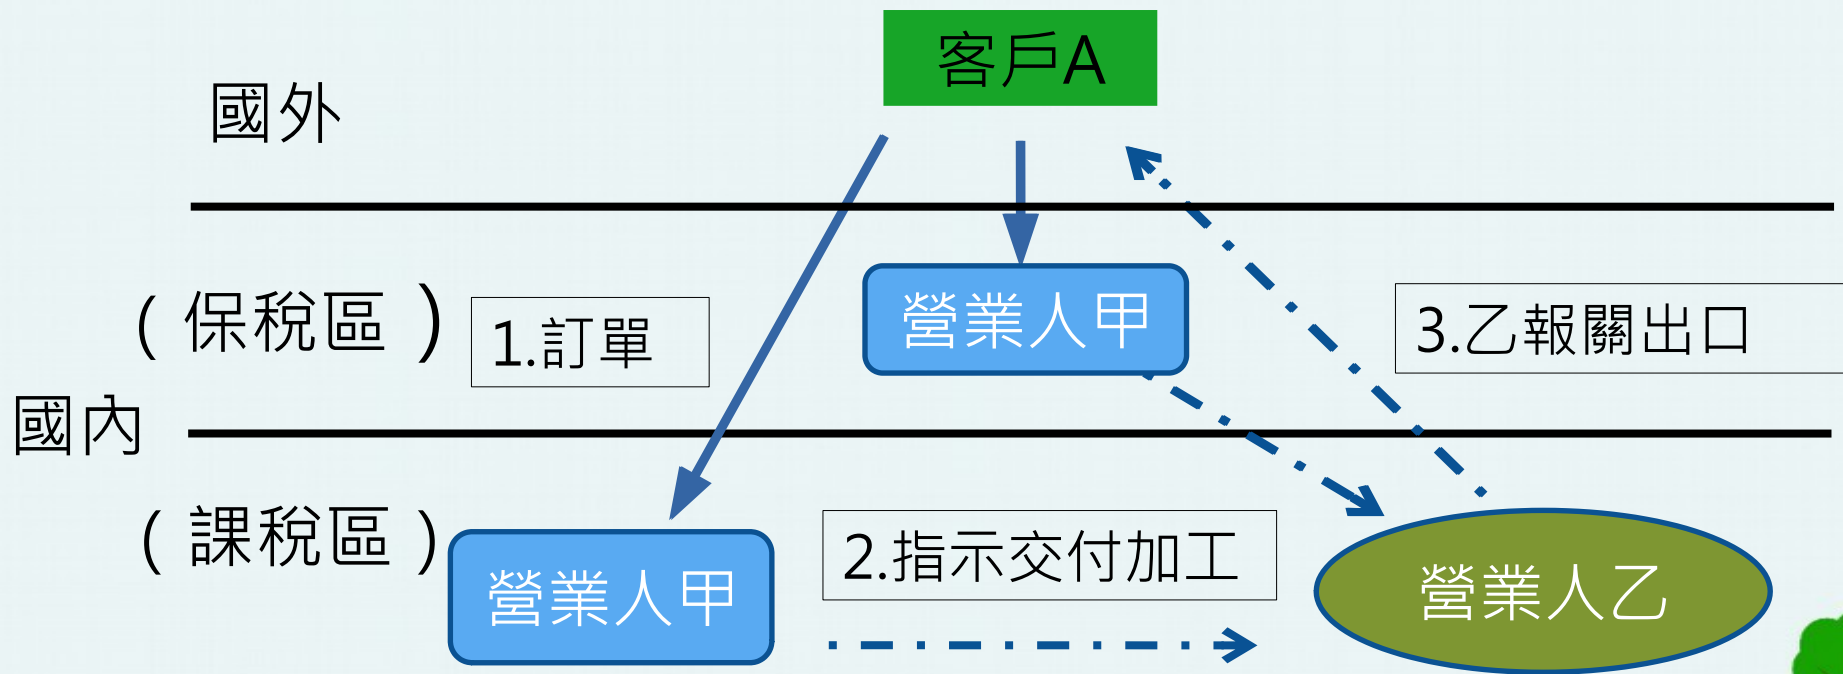 客戶A
國外
(保稅區)
1.訂單
營業人甲
3.乙報關出口
國內
(課稅區)
營業人甲
2.指示交付加工
營業人乙